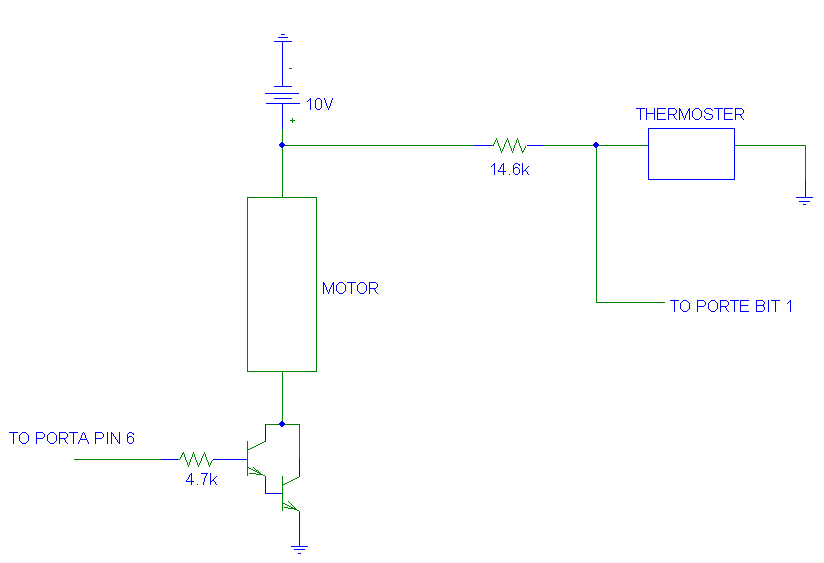 -
10V
+
THERMOSTER
14.6k
MOTOR
TO PORTE BIT 1
TO PORTA PIN 6
4.7k